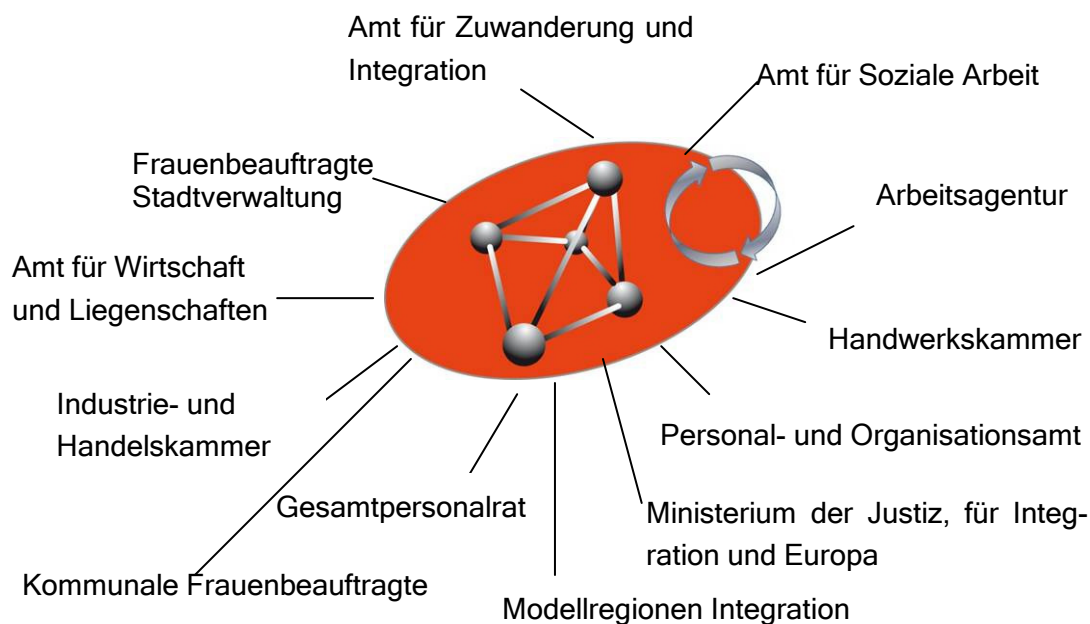 Amt für Zuwanderung und
Integration
Amt für Soziale Arbeit
Frauenbeauftragte
Stadtverwaltung
Arbeitsagentur
Amt für Wirtschaft
und Liegenschaften
Handwerkskammer
Industrie- und
Handelskammer
Personal- und Organisationsamt
Gesamtpersonalrat
Ministerium der Justiz, für Integ-
ration und Europa
Kommunale Frauenbeauftragte
Modellregionen Integration